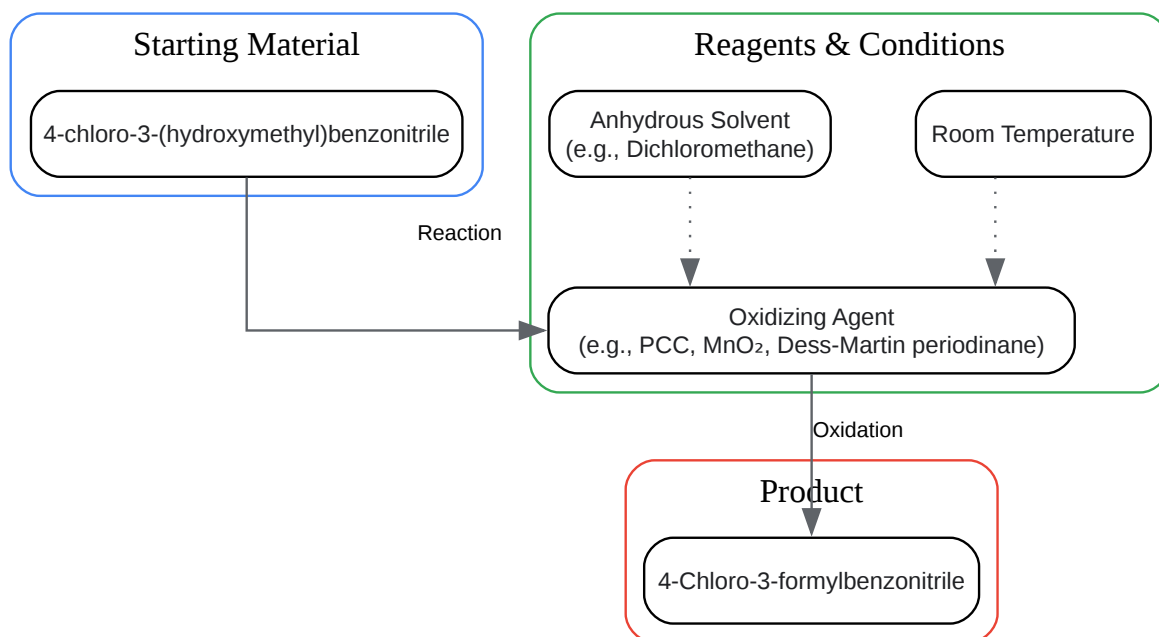 Starting Material
4-chloro-3-(hydroxymethyl)benzonitrile
Reagents & Conditions
Anhydrous Solvent
(e.g., Dichloromethane)
Room Temperature
Reaction
Oxidizing Agent
(e.g., PCC, MnO₂, Dess-Martin periodinane)
Oxidation
Product
4-Chloro-3-formylbenzonitrile